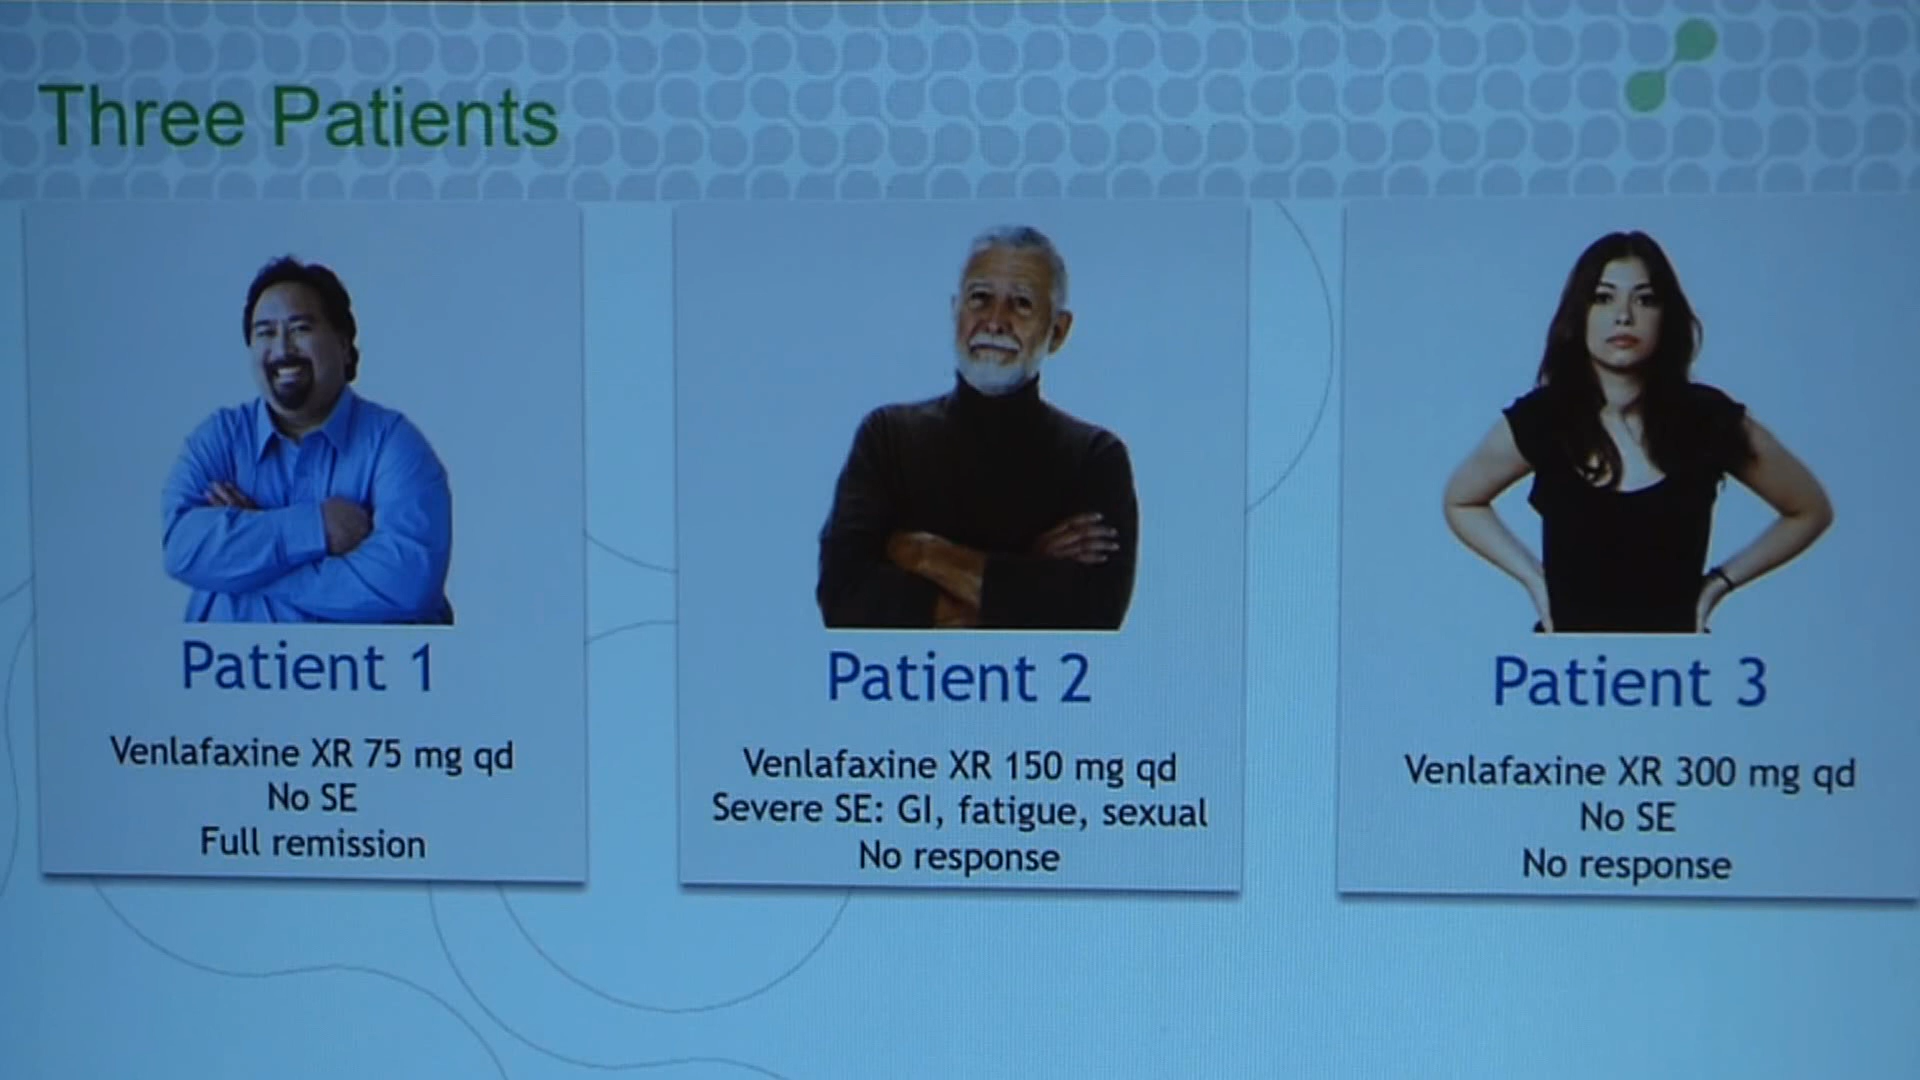 Three Patients
Patient 1
Venlafaxine XR 75 mg qd
No SE
Full remission
Patient 2
Venlafaxine XR 150 mg qd
Severe SE: GI, fatigue, sexual
No response
Patient 3
Venlafaxine XR 300 mg qd
No SE
No response